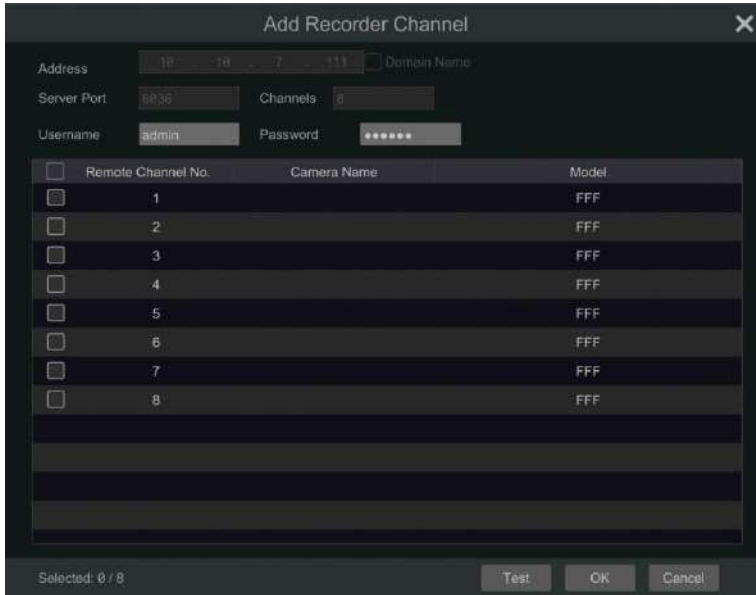 Add Recorder Channel
Address 10 . 10 . 7 . 111 Domain Name
Server Port 6036 Channels 8
Username admin Password ••••••
Remote Channel No. Camera Name Model
1 FFF
2 FFF
3 FFF
4 FFF
5 FFF
6 FFF
7 FFF
8 FFF
Selected: 0 / 8 Test OK Cancel